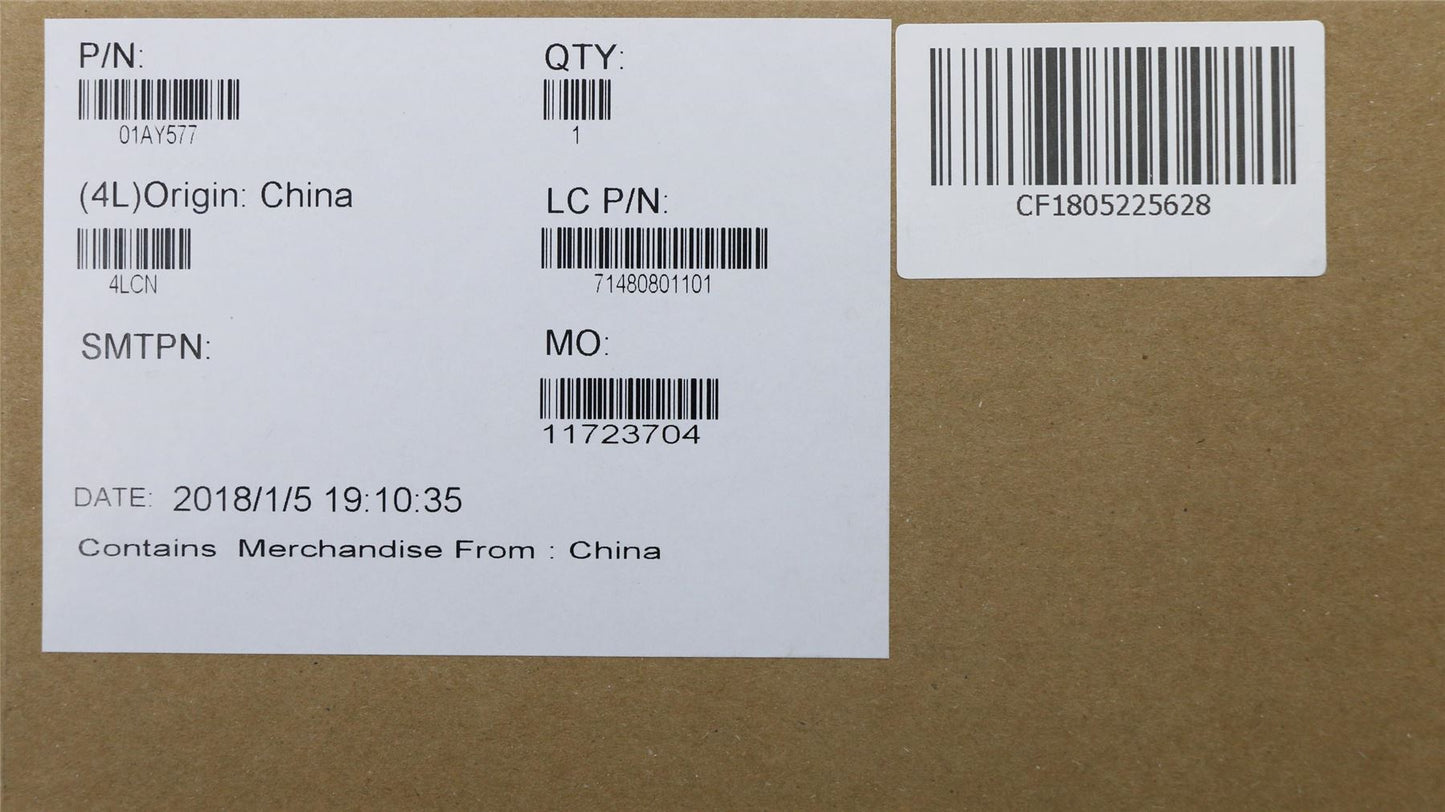 P/N:
01AY577
QTY:
1
(4L)Origin: China
4LCN
LC P/N:
71480801101
SMTPN:
MO:
11723704
DATE: 2018/1/5 19:10:35
Contains Merchandise From : China
CF1805225628